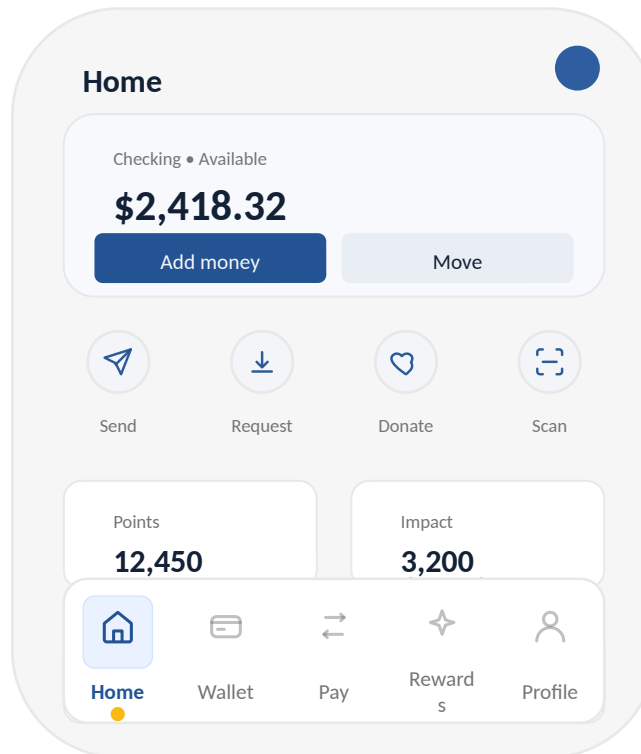 Home
Checking • Available
$2,418.32
Add money
Move
Send
Request
Donate
Scan
Points
Impact
12,450
3,200
Home
Wallet
Pay
Reward
s
Profile